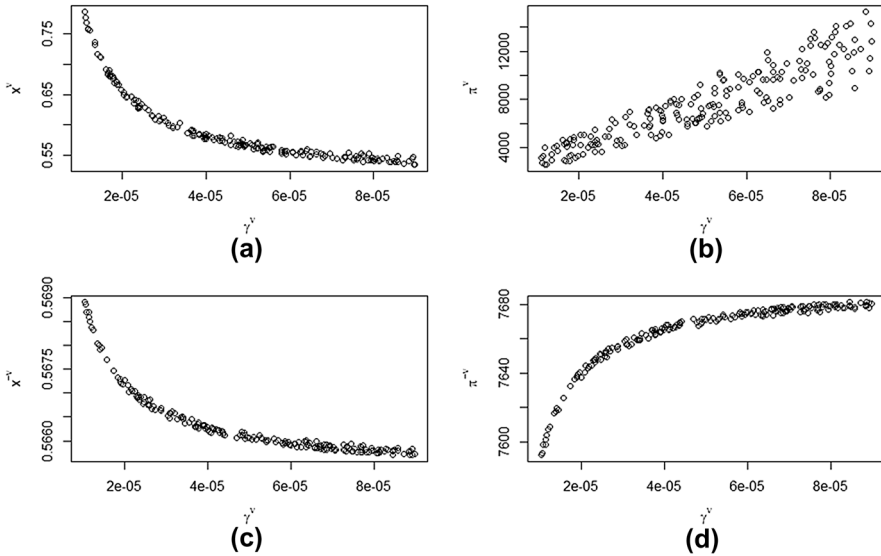 x^v
0.55
0.65
0.75
2e-05 4e-05 6e-05 8e-05
γ^v
(a)
π^v
4000
8000
12000
2e-05 4e-05 6e-05 8e-05
γ^v
(b)
x^-v
0.5660
0.5675
0.5690
2e-05 4e-05 6e-05 8e-05
γ^v
(c)
π^-v
7600
7640
7680
2e-05 4e-05 6e-05 8e-05
γ^v
(d)